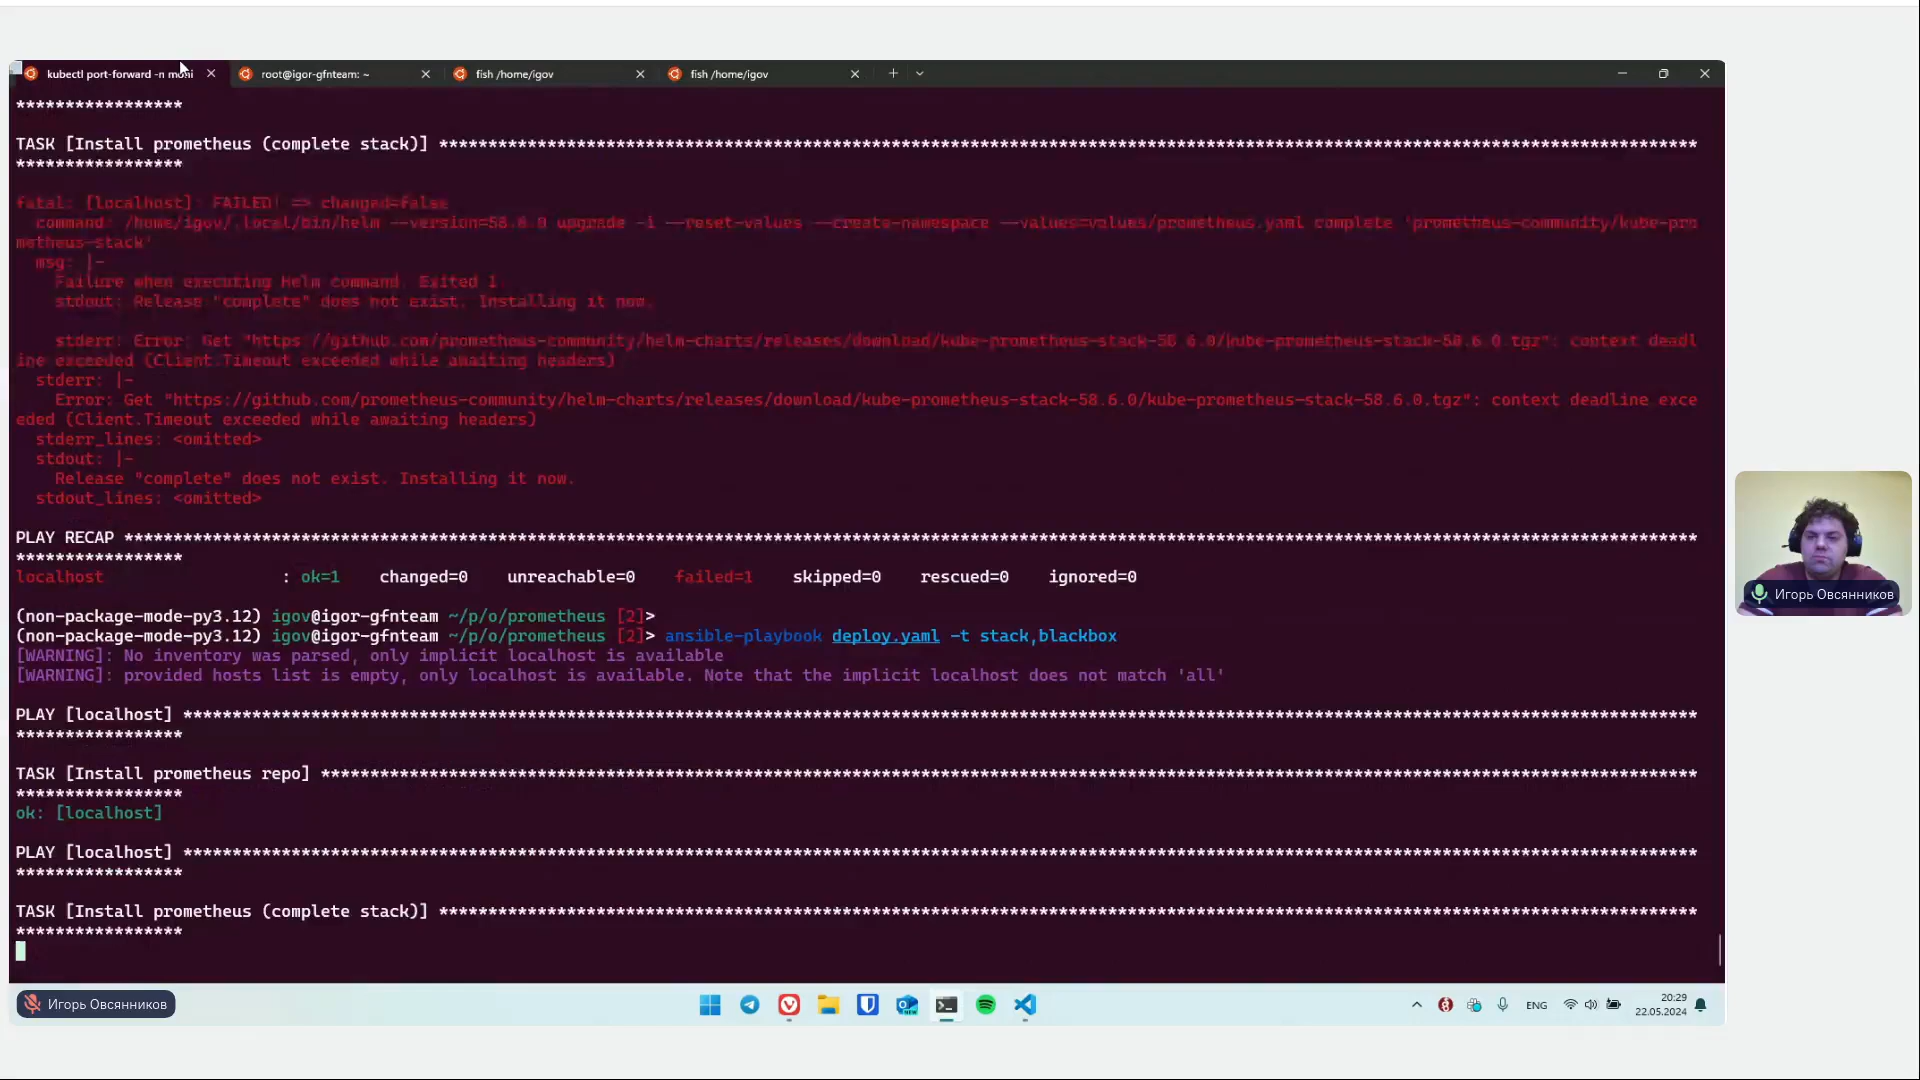 kubectl port-forward -n moni
root@igor-gfnteam: ~
fish /home/igov
fish /home/igov
*****************
TASK [Install prometheus (complete stack)] ********************************************************************************************************************************
*****************
fatal: [localhost]: FAILED! => changed=false
command: /home/igov/.local/bin/helm --version=58.6.0 upgrade -i --reset-values --create-namespace --values=values/prometheus.yaml complete 'prometheus-community/kube-pro
metheus-stack'
msg: |-
Failure when executing Helm command. Exited 1.
stdout: Release "complete" does not exist. Installing it now.
stderr: Error: Get "https://github.com/prometheus-community/helm-charts/releases/download/kube-prometheus-stack-58.6.0/kube-prometheus-stack-58.6.0.tgz": context deadl
ine exceeded (Client.Timeout exceeded while awaiting headers)
stderr: |-
Error: Get "https://github.com/prometheus-community/helm-charts/releases/download/kube-prometheus-stack-58.6.0/kube-prometheus-stack-58.6.0.tgz": context deadline exce
eded (Client.Timeout exceeded while awaiting headers)
stderr_lines: <omitted>
stdout: |-
Release "complete" does not exist. Installing it now.
stdout_lines: <omitted>
PLAY RECAP ****************************************************************************************************************************************************************
*****************
localhost : ok=1 changed=0 unreachable=0 failed=1 skipped=0 rescued=0 ignored=0
(non-package-mode-py3.12) igov@igor-gfnteam ~/p/o/prometheus [2]>
(non-package-mode-py3.12) igov@igor-gfnteam ~/p/o/prometheus [2]> ansible-playbook deploy.yaml -t stack,blackbox
[WARNING]: No inventory was parsed, only implicit localhost is available
[WARNING]: provided hosts list is empty, only localhost is available. Note that the implicit localhost does not match 'all'
PLAY [localhost] **********************************************************************************************************************************************************
*****************
TASK [Install prometheus repo] ********************************************************************************************************************************************
*****************
ok: [localhost]
PLAY [localhost] **********************************************************************************************************************************************************
*****************
TASK [Install prometheus (complete stack)] ********************************************************************************************************************************
*****************
Игорь Овсянников
Игорь Овсянников
ENG
20:29
22.05.2024